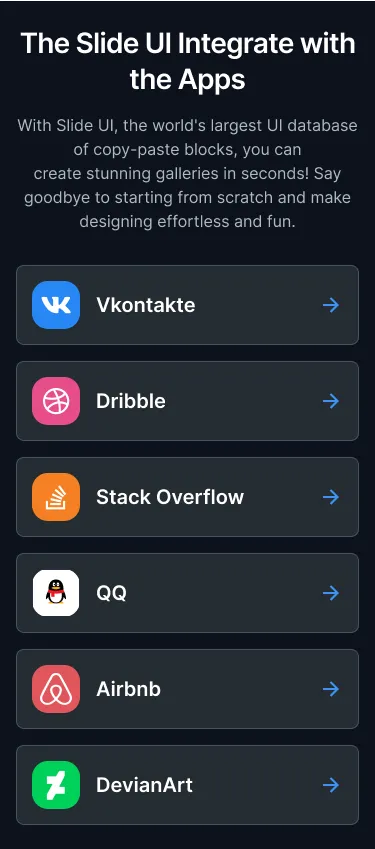 The Slide UI Integrate with
the Apps
With Slide UI, the world's largest UI database
of copy-paste blocks, you can
create stunning galleries in seconds! Say
goodbye to starting from scratch and make
designing effortless and fun.
Vkontakte
Dribble
Stack Overflow
QQ
Airbnb
DevianArt